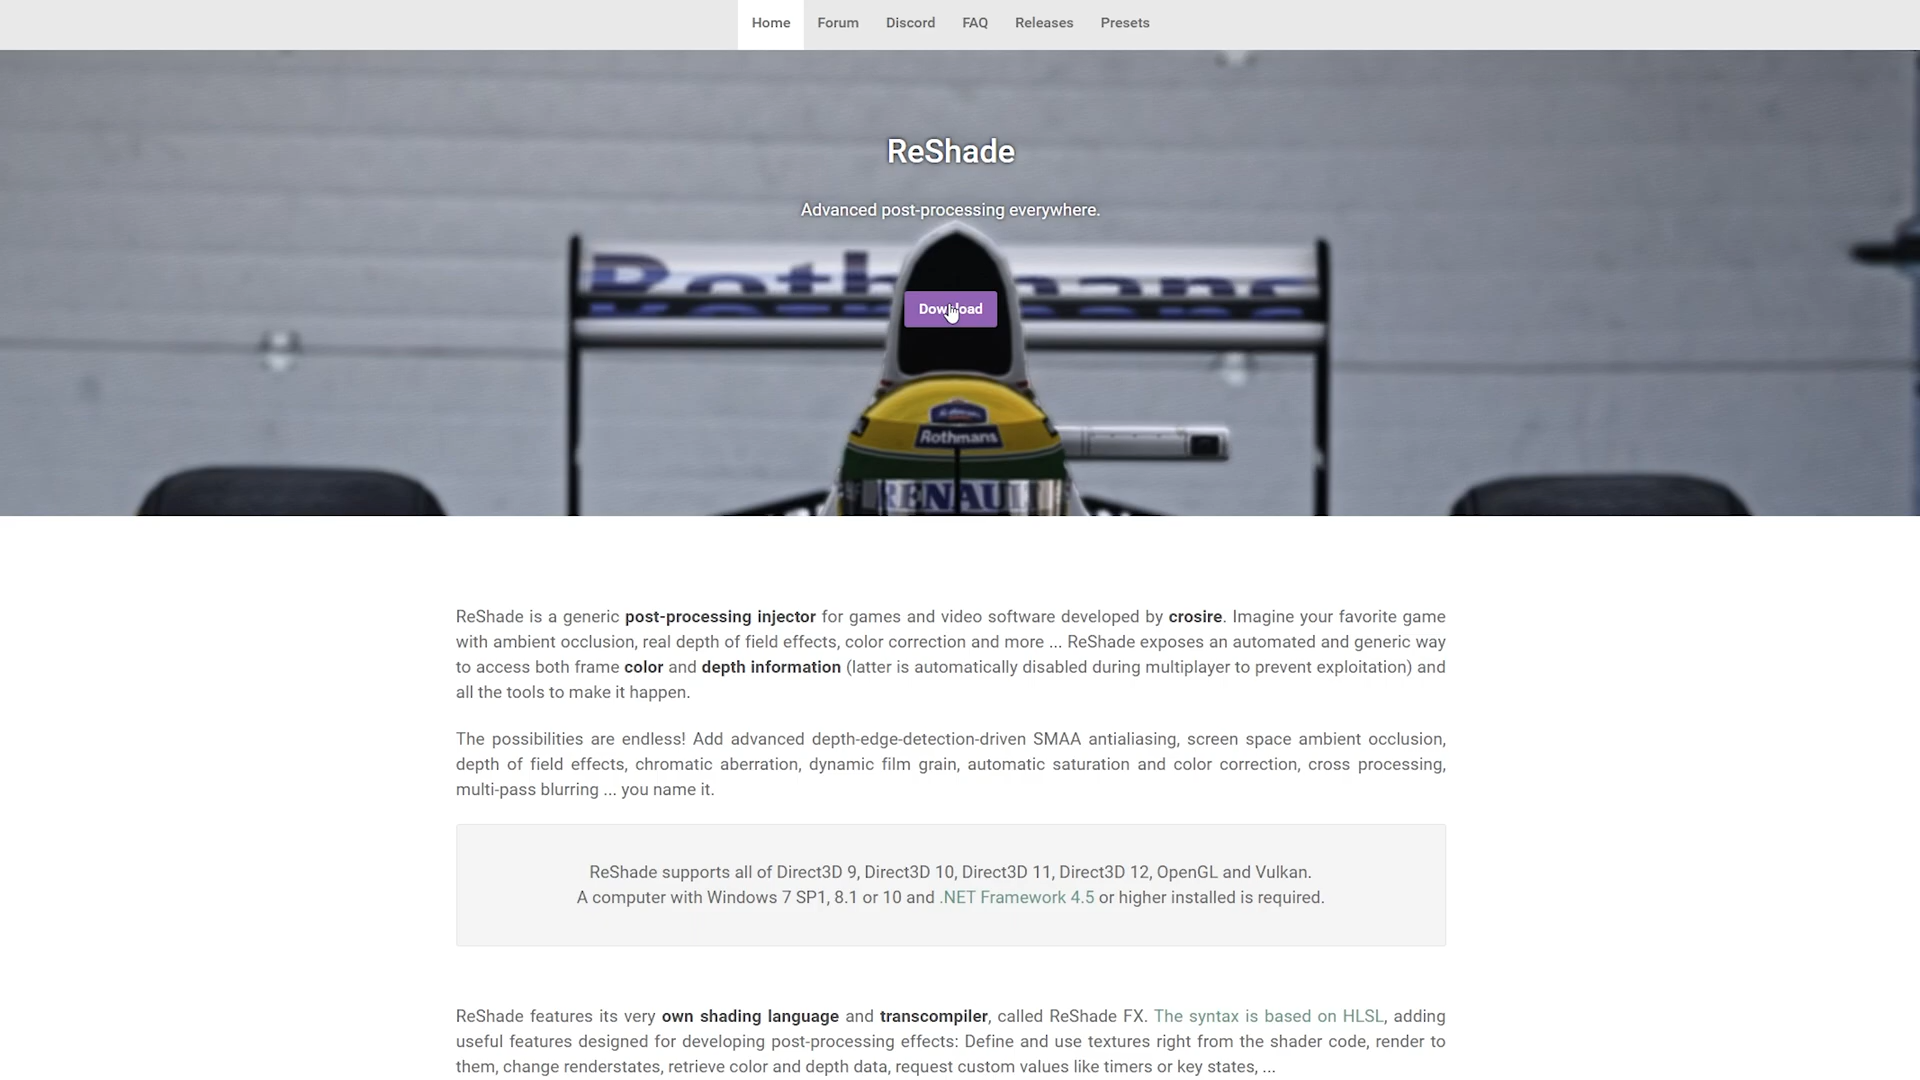 Home Forum Discord FAQ Releases Presets
ReShade
Advanced post-processing everywhere.
Rothmans
Download
Rothmans
RENAULT
ReShade is a generic post-processing injector for games and video software developed by crosire. Imagine your favorite game
with ambient occlusion, real depth of field effects, color correction and more ... ReShade exposes an automated and generic way
to access both frame color and depth information (latter is automatically disabled during multiplayer to prevent exploitation) and
all the tools to make it happen.
The possibilities are endless! Add advanced depth-edge-detection-driven SMAA antialiasing, screen space ambient occlusion,
depth of field effects, chromatic aberration, dynamic film grain, automatic saturation and color correction, cross processing,
multi-pass blurring ... you name it.
ReShade supports all of Direct3D 9, Direct3D 10, Direct3D 11, Direct3D 12, OpenGL and Vulkan.
A computer with Windows 7 SP1, 8.1 or 10 and .NET Framework 4.5 or higher installed is required.
ReShade features its very own shading language and transcompiler, called ReShade FX. The syntax is based on HLSL, adding
useful features designed for developing post-processing effects: Define and use textures right from the shader code, render to
them, change renderstates, retrieve color and depth data, request custom values like timers or key states, ...